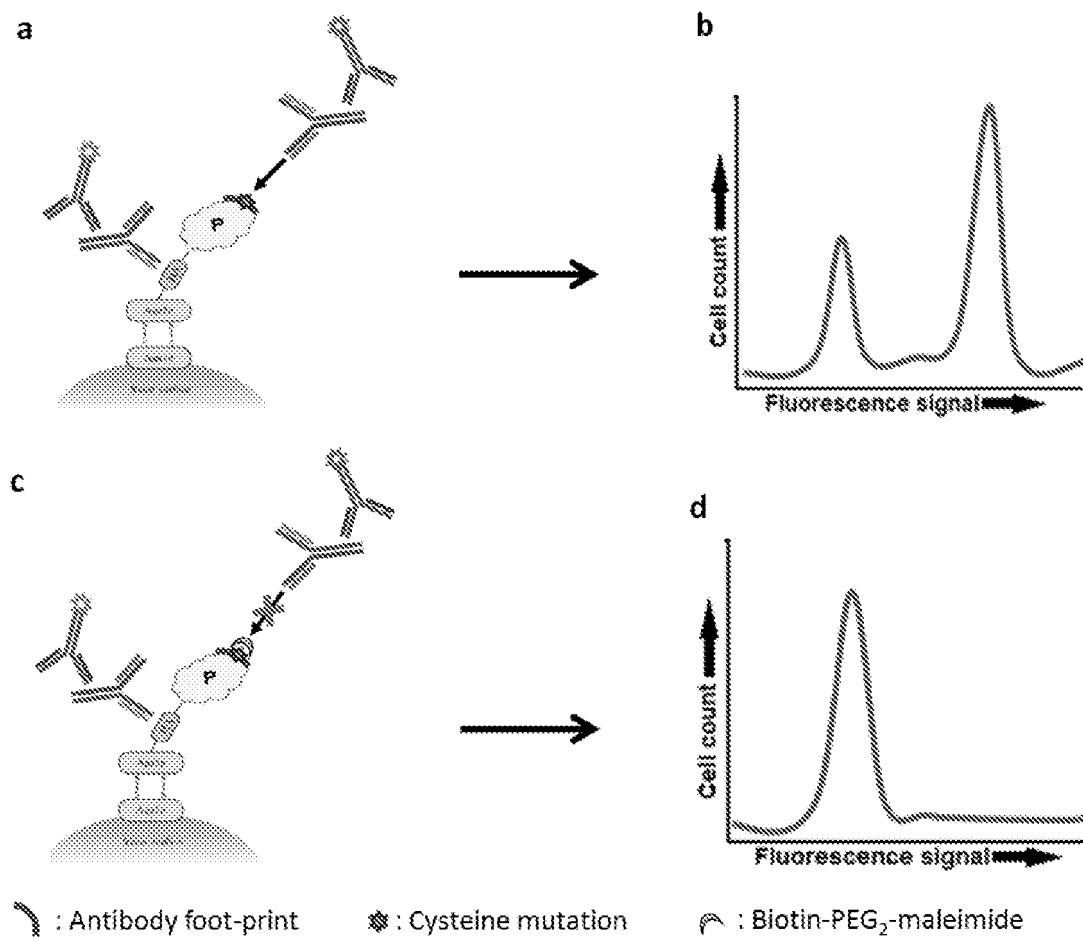 a
b
P
Cell count
Fluorescence signal
c
d
P
Cell count
Fluorescence signal
: Antibody foot-print : Cysteine mutation : Biotin-PEG₂-maleimide